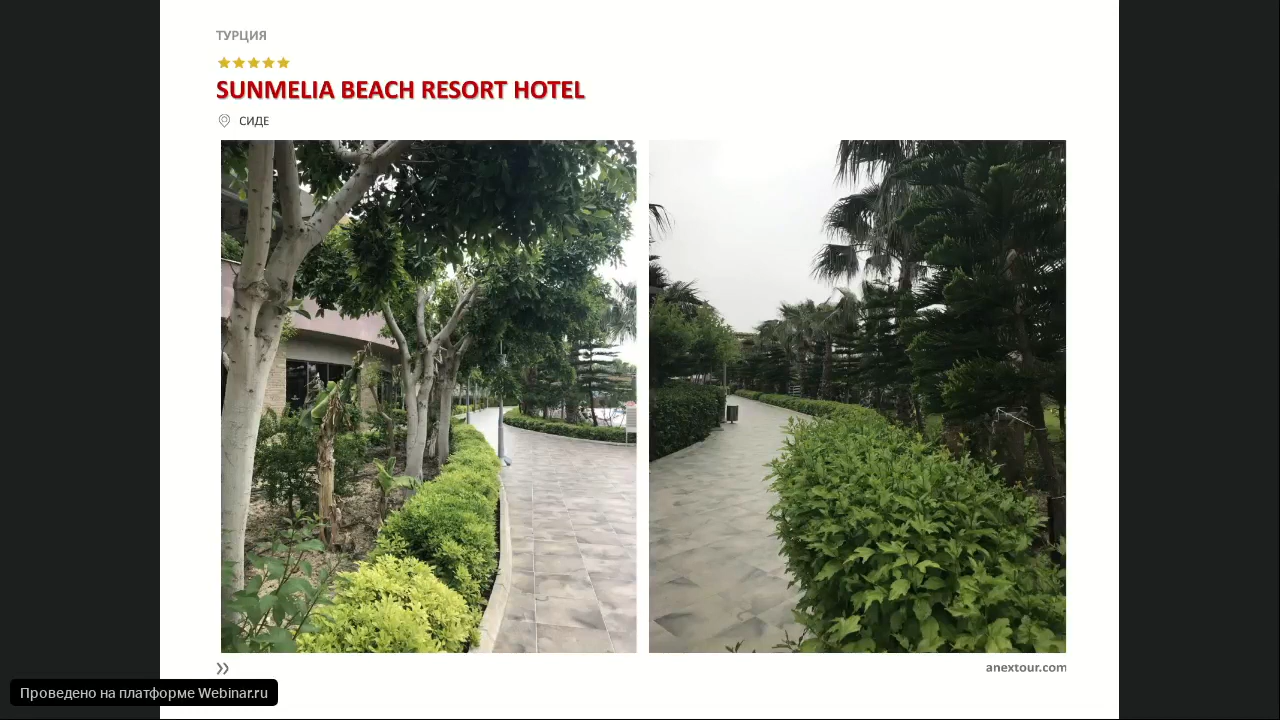 ТУРЦИЯ
SUNMELIA BEACH RESORT HOTEL
СИДЕ
anextour.com
Проведено на платформе Webinar.ru